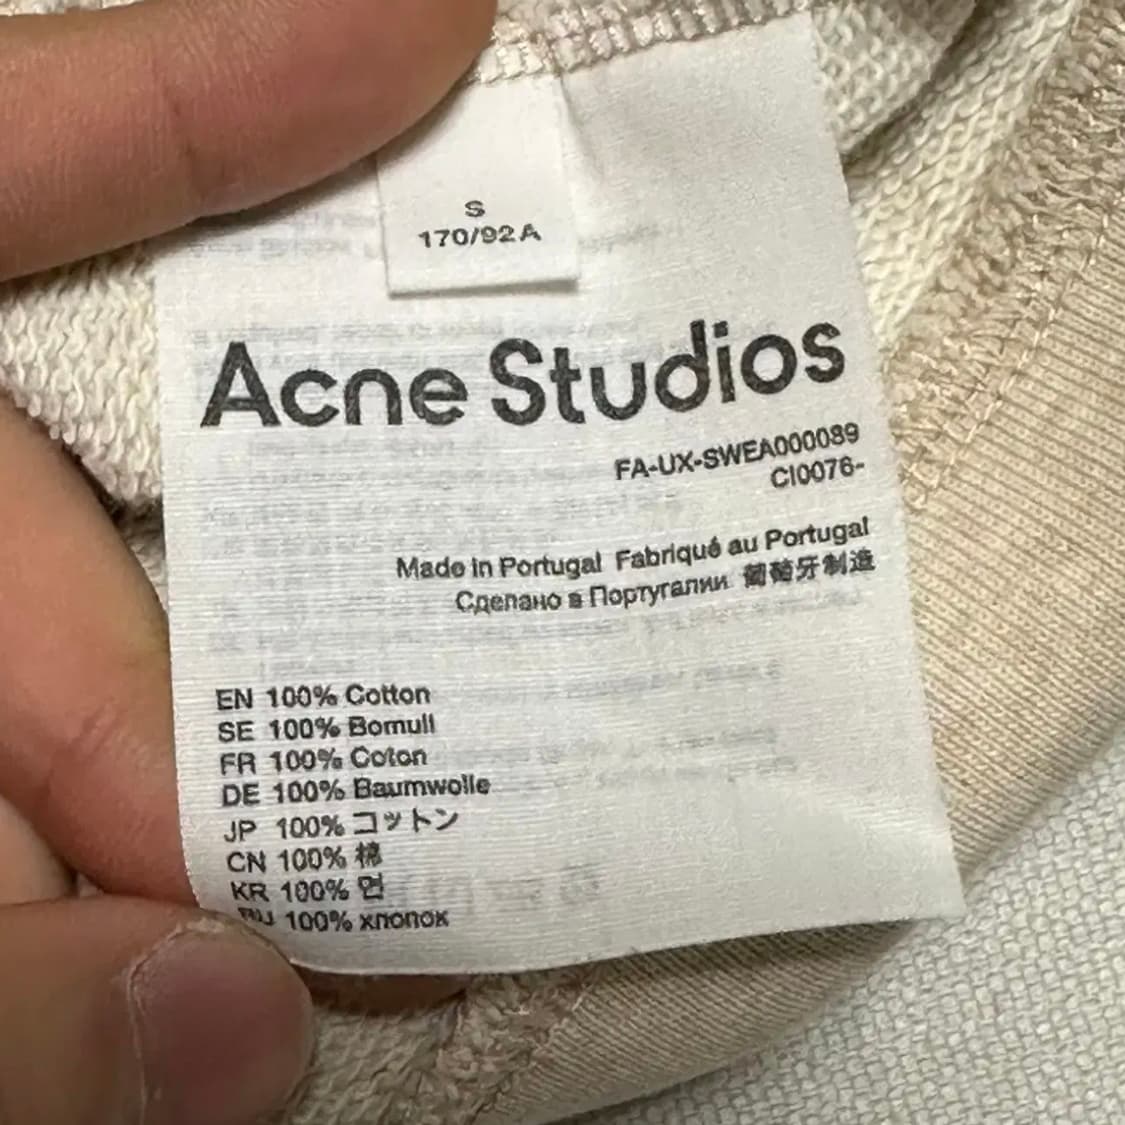 S
170/92A
Acne Studios
FA-UX-SWEA000089
CI0076-
Made in Portugal Fabriqué au Portugal
Сделано в Португалии 葡萄牙制造
EN 100% Cotton
SE 100% Bomull
FR 100% Coton
DE 100% Baumwolle
JP 100% コットン
CN 100% 棉
KR 100% 면
RU 100% хлопок